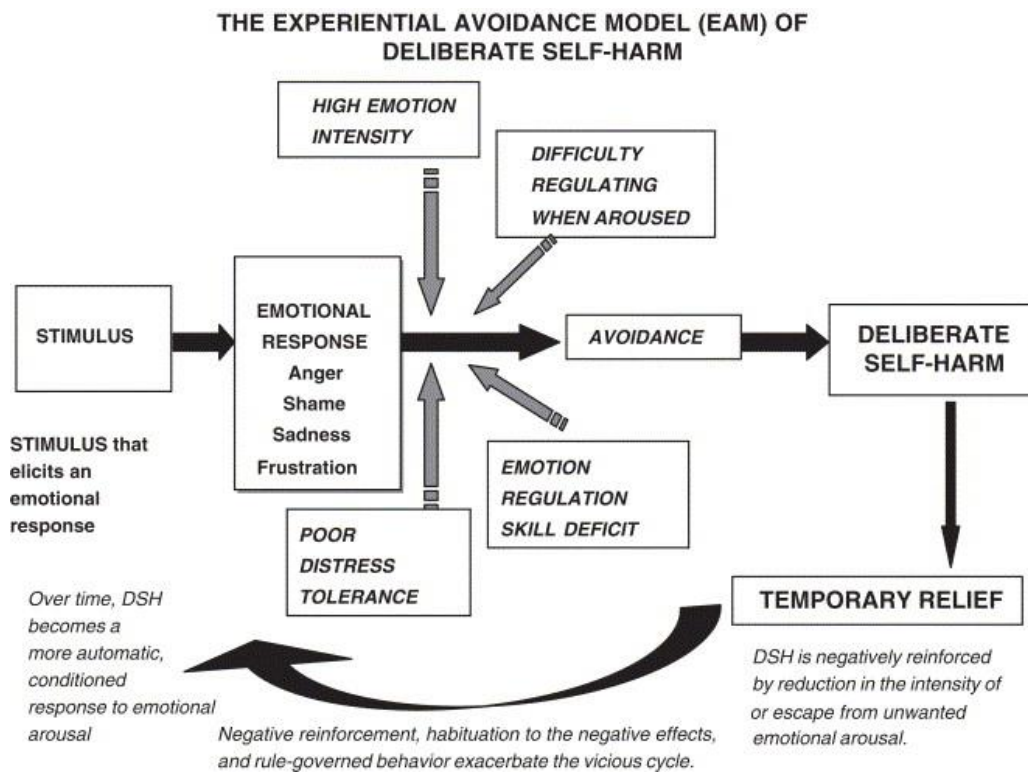 THE EXPERIENTIAL AVOIDANCE MODEL (EAM) OF
DELIBERATE SELF-HARM
HIGH EMOTION
INTENSITY
DIFFICULTY
REGULATING
WHEN AROUSED
STIMULUS
EMOTIONAL
RESPONSE
Anger
Shame
Sadness
Frustration
AVOIDANCE
DELIBERATE
SELF-HARM
STIMULUS that
elicits an
emotional
response
POOR
DISTRESS
TOLERANCE
EMOTION
REGULATION
SKILL DEFICIT
TEMPORARY RELIEF
DSH is negatively reinforced
by reduction in the intensity of
or escape from unwanted
emotional arousal.
Over time, DSH
becomes a
more automatic,
conditioned
response to emotional
arousal
Negative reinforcement, habituation to the negative effects,
and rule-governed behavior exacerbate the vicious cycle.